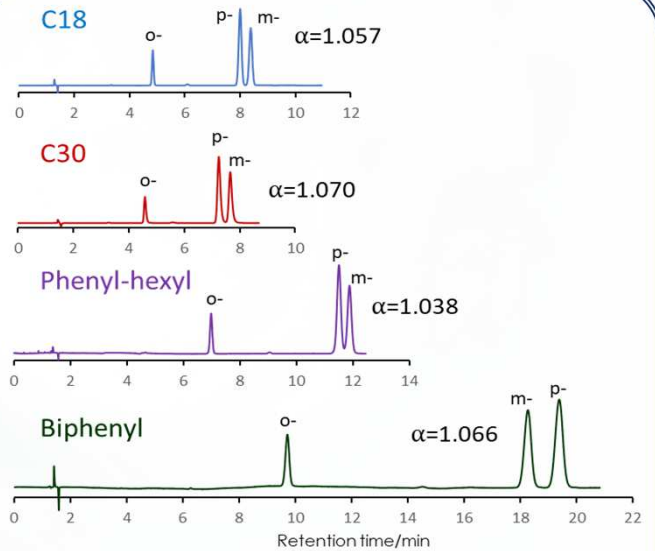 C18
o-
p-
m-
α=1.057
0 2 4 6 8 10 12
C30
o-
p-
m-
α=1.070
0 2 4 6 8 10
Phenyl-hexyl
o-
p-
m-
α=1.038
0 2 4 6 8 10 12 14
Biphenyl
o-
α=1.066
m-
p-
0 2 4 6 8 10 12 14 16 18 20 22
Retention time/min